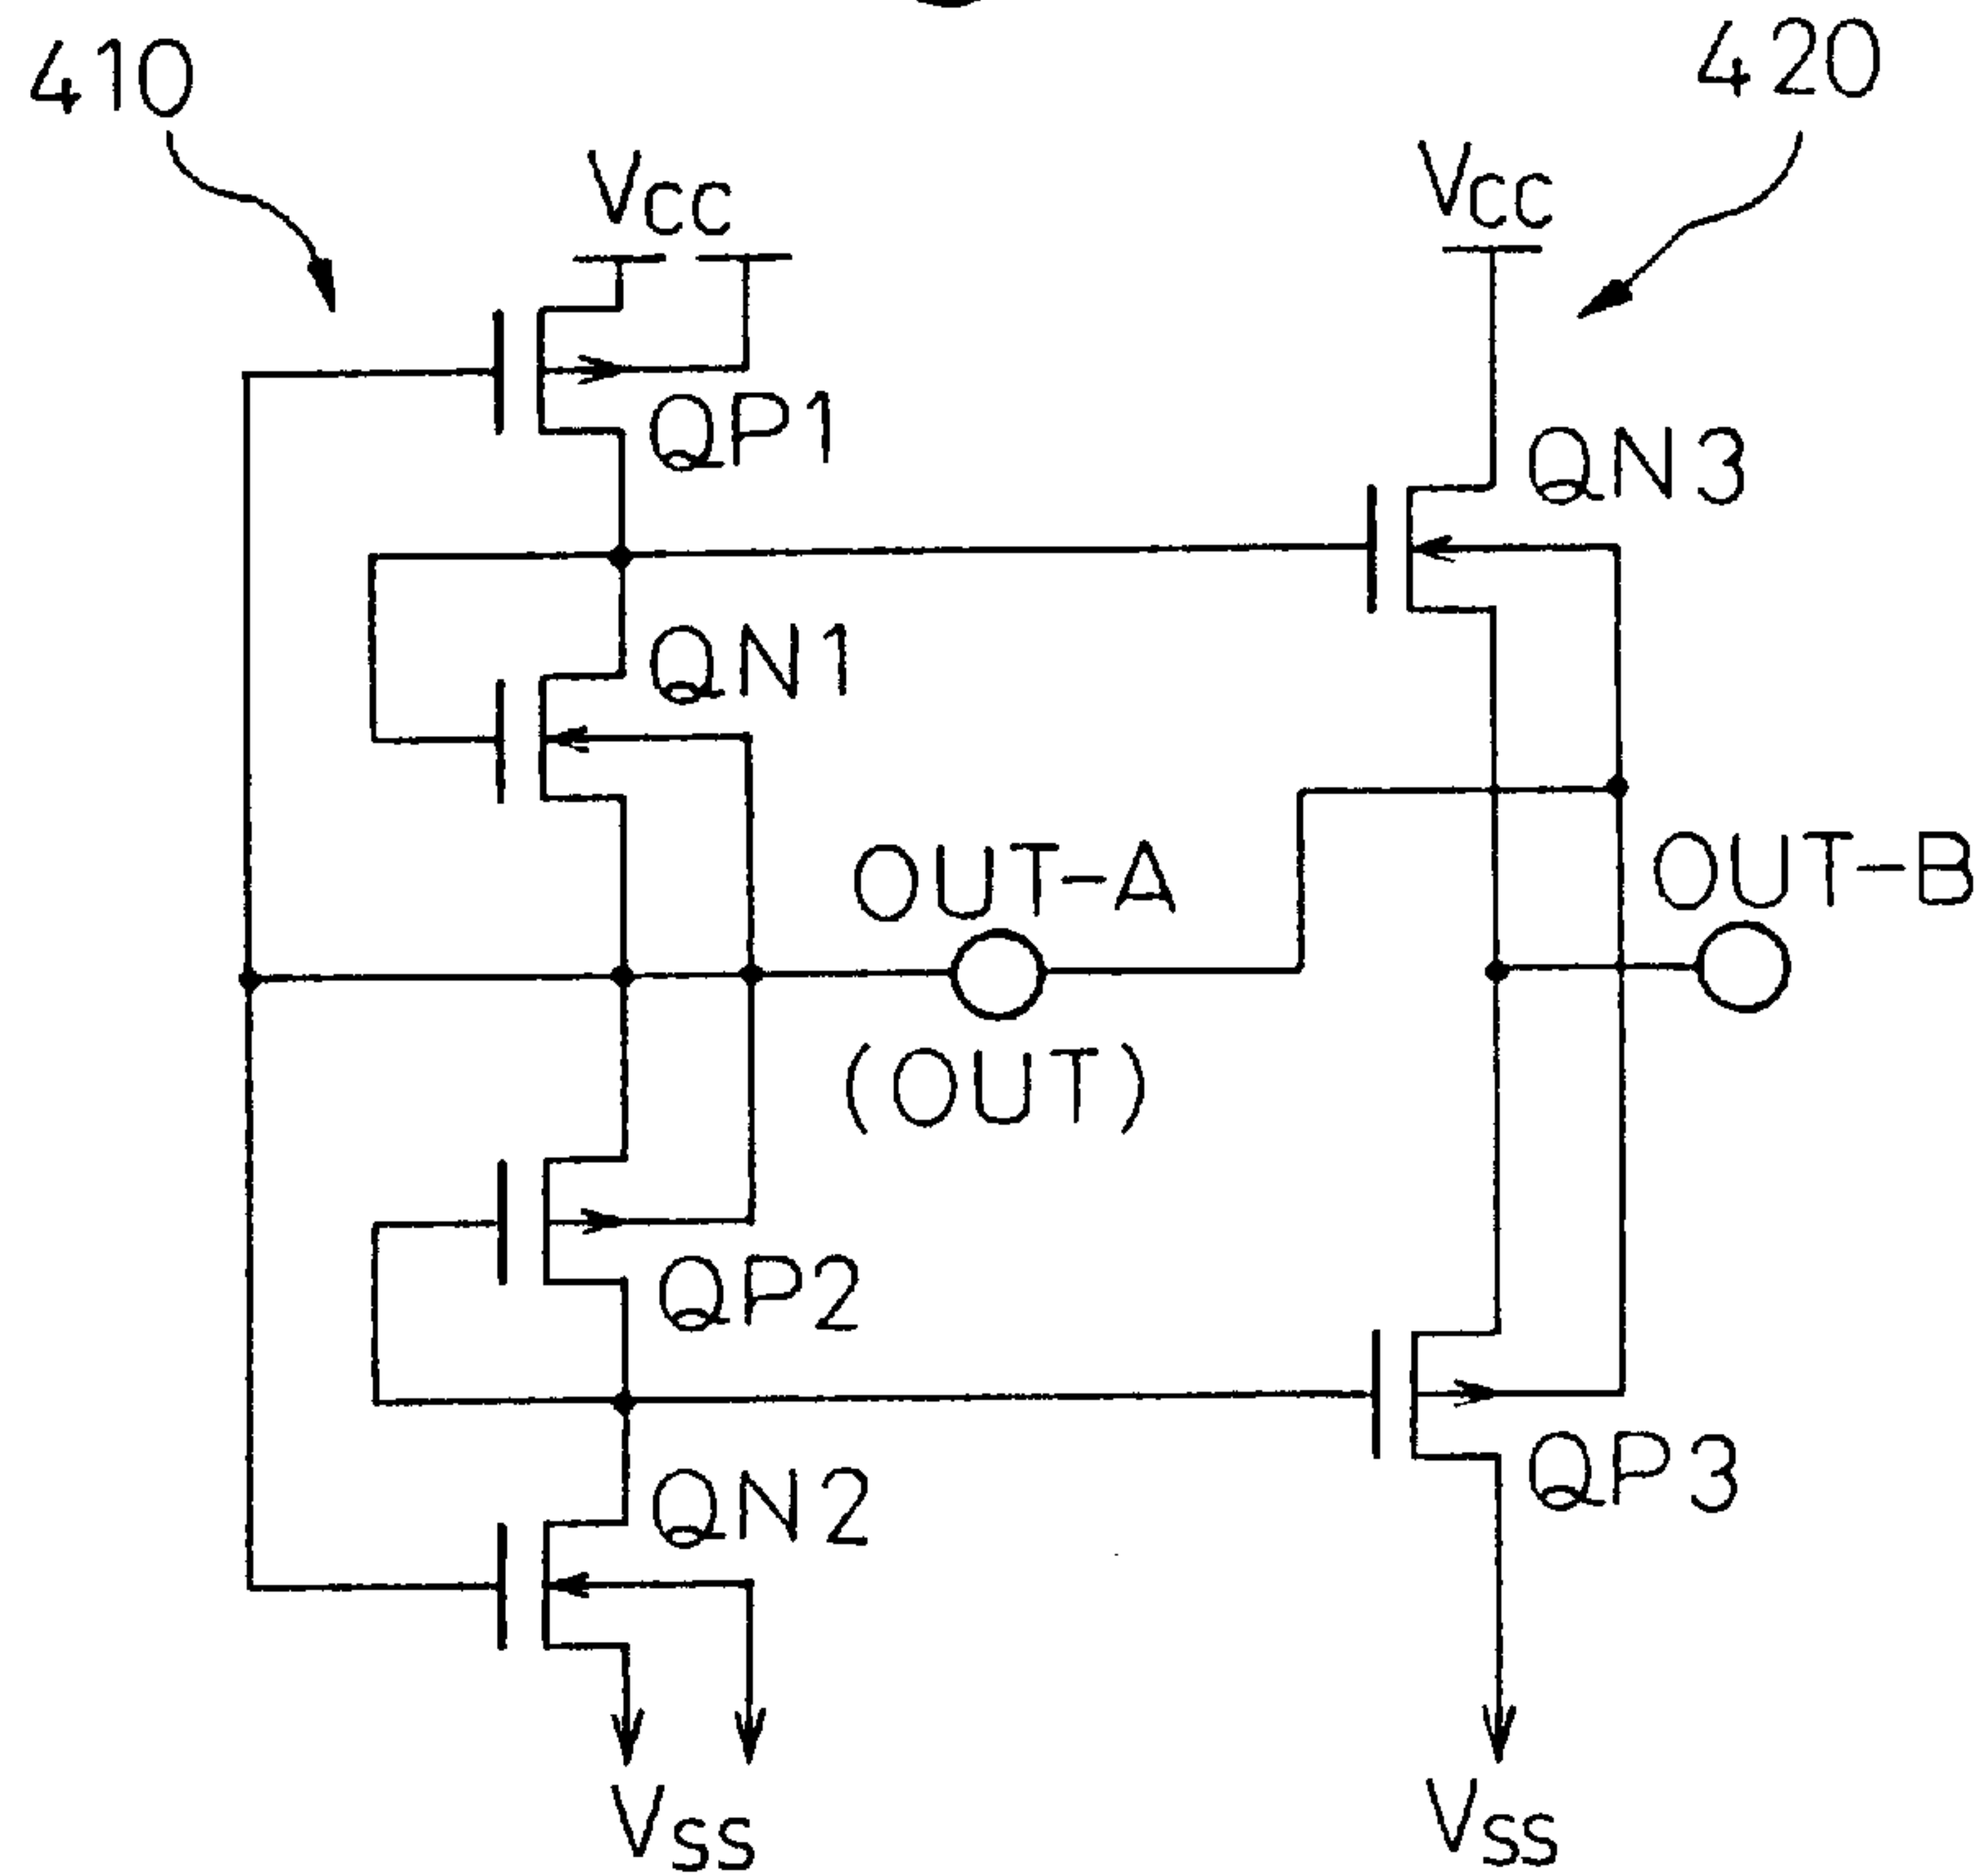 410
420
VCC
VCC
QP1
QN3
QN1
OUT-A
OUT-B
(OUT)
QP2
QP3
QN2
VSS
VSS